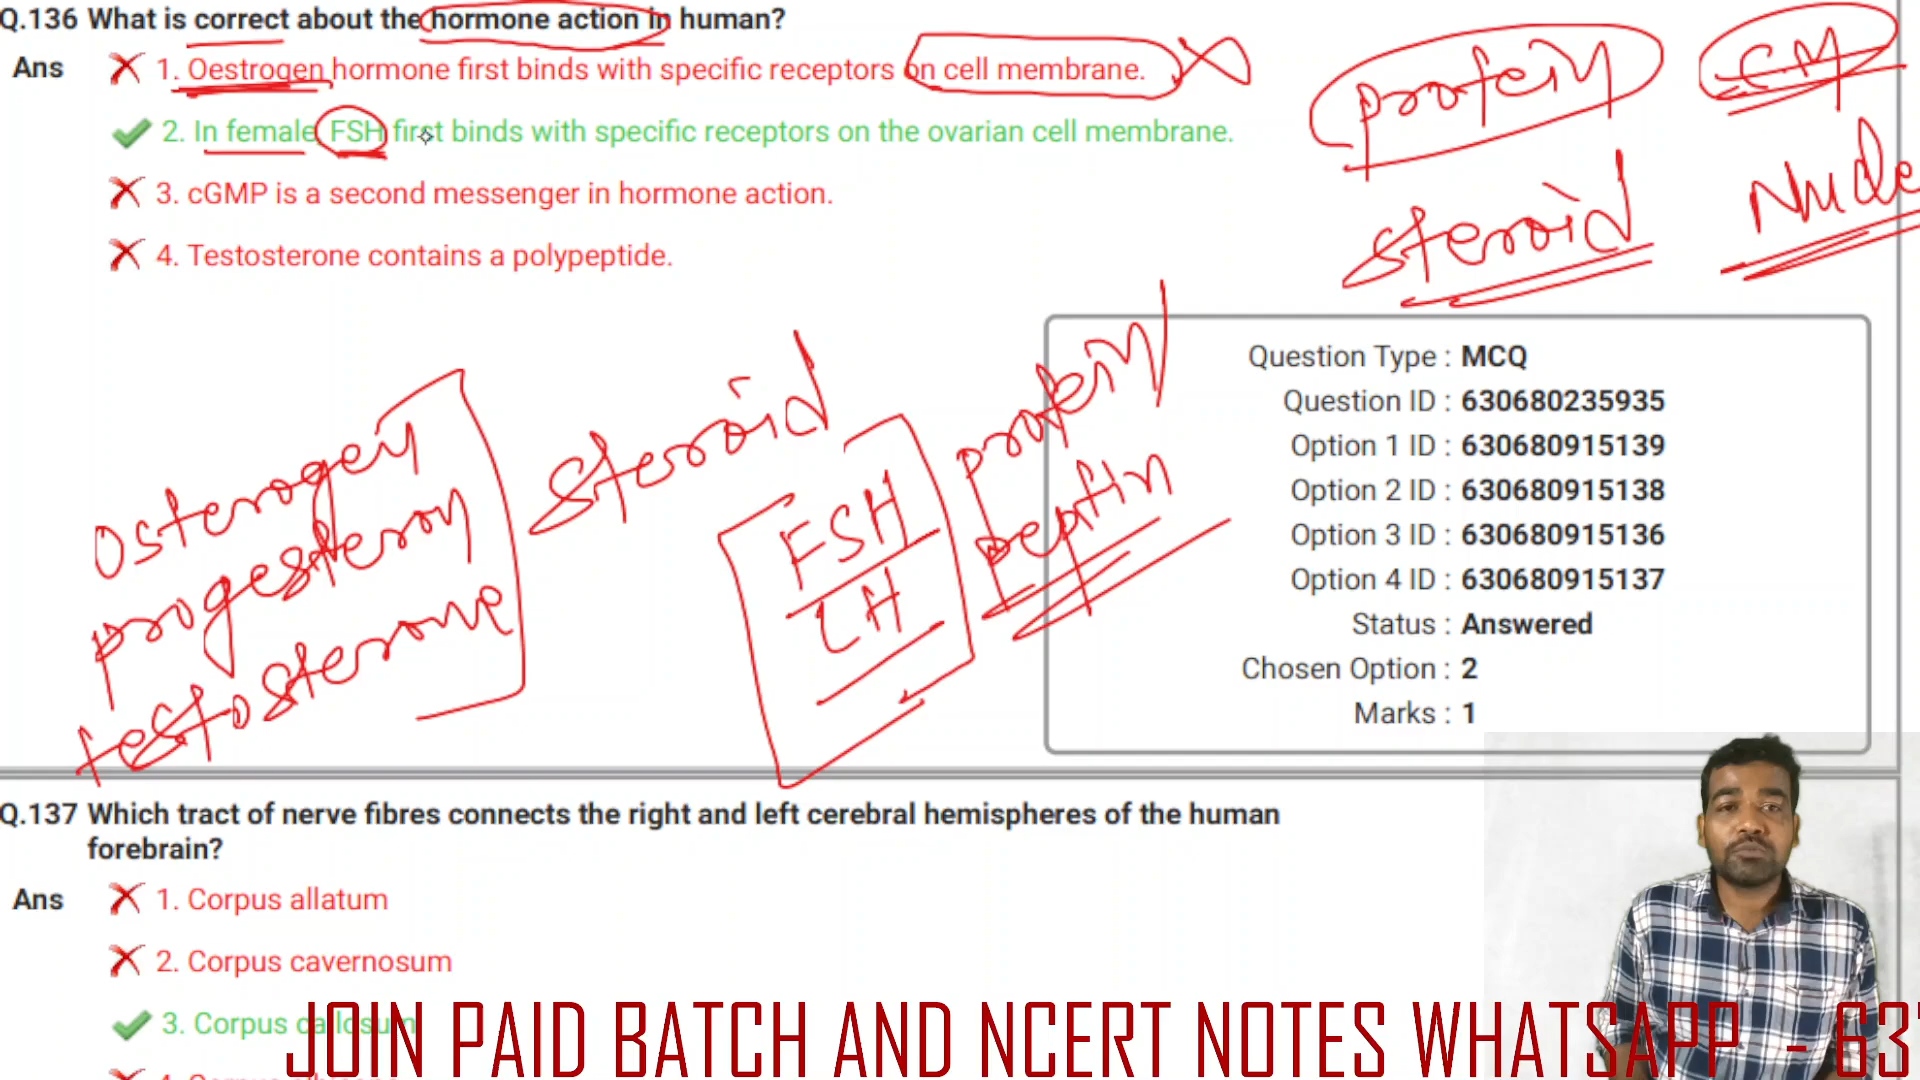 Q.136 What is correct about the hormone action in human?
Ans 1. Oestrogen hormone first binds with specific receptors on cell membrane.
2. In female FSH first binds with specific receptors on the ovarian cell membrane.
3. cGMP is a second messenger in hormone action.
4. Testosterone contains a polypeptide.
protein
CM
steroid
Osterogen
progesteron
testosterone
steroid
FSH
LH
protein
Question Type : MCQ
Question ID : 630680235935
Option 1 ID : 630680915139
Option 2 ID : 630680915138
Option 3 ID : 630680915136
Option 4 ID : 630680915137
Status : Answered
Chosen Option : 2
Marks : 1
Q.137 Which tract of nerve fibres connects the right and left cerebral hemispheres of the human
forebrain?
Ans 1. Corpus allatum
2. Corpus cavernosum
3. Corpus callosum
JOIN PAID BATCH AND NCERT NOTES WHATSAPP - 63